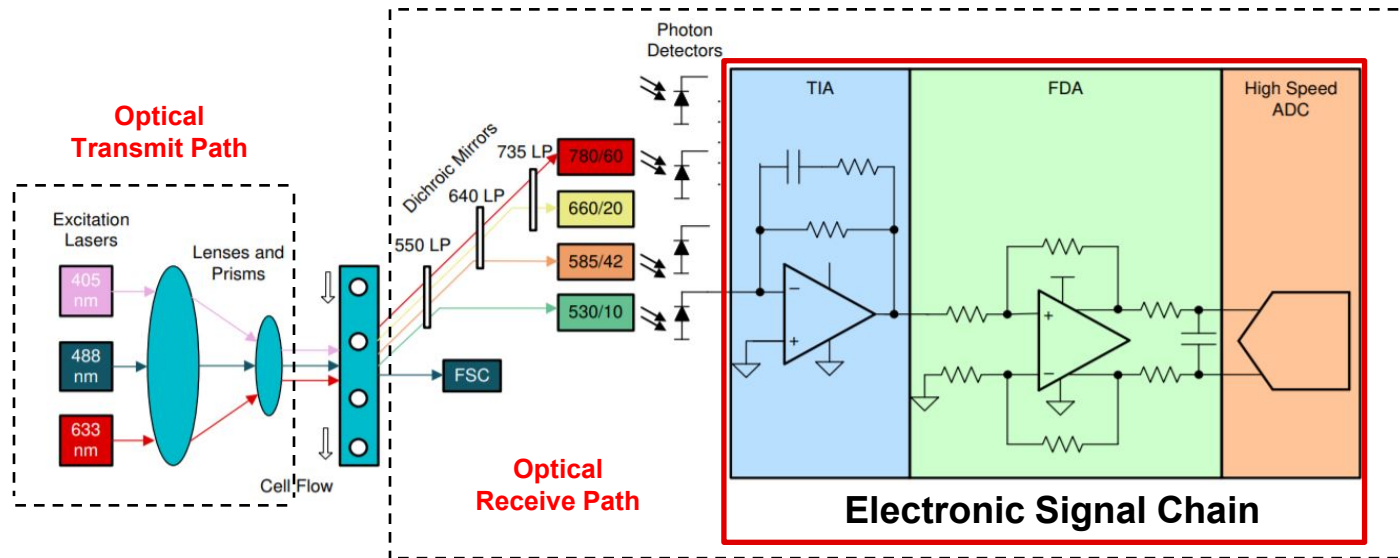 Optical
Transmit Path
Excitation
Lasers
405
nm
488
nm
633
nm
Lenses and
Prisms
Cell Flow
Dichroic Mirrors
550 LP
640 LP
735 LP
780/60
660/20
585/42
530/10
FSC
Optical
Receive Path
Photon
Detectors
TIA
FDA
High Speed
ADC
Electronic Signal Chain